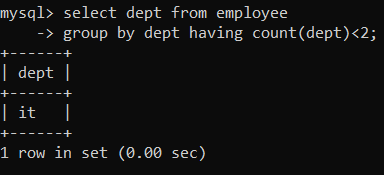 mysql> select dept from employee
    -> group by dept having count(dept)<2;
+------+
| dept |
+------+
| it   |
+------+
1 row in set (0.00 sec)